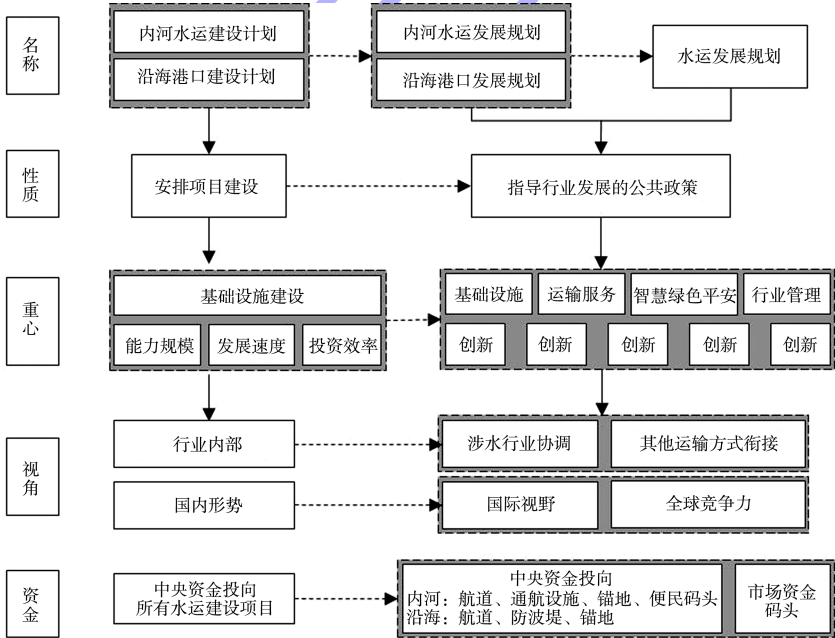 名称
内河水运建设计划
沿海港口建设计划
内河水运发展规划
沿海港口发展规划
水运发展规划
性质
安排项目建设
指导行业发展的公共政策
重心
基础设施建设
能力规模
发展速度
投资效率
基础设施
运输服务
智慧绿色平安
行业管理
创新
创新
创新
创新
创新
视角
行业内部
涉水行业协调
其他运输方式衔接
国内形势
国际视野
全球竞争力
资金
中央资金投向
所有水运建设项目
中央资金投向
内河：航道、通航设施、锚地、便民码头
沿海：航道、防波堤、锚地
市场资金
码头